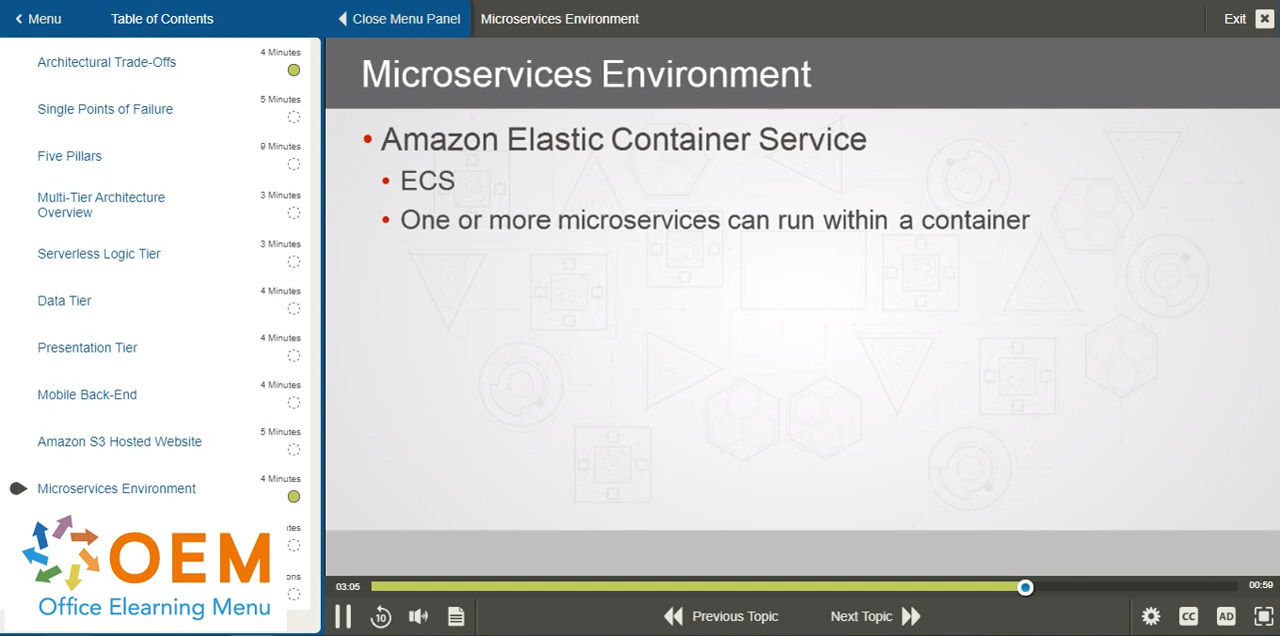 Menu
Table of Contents
Close Menu Panel
Microservices Environment
Exit
Architectural Trade-Offs
4 Minutes
Single Points of Failure
5 Minutes
Five Pillars
9 Minutes
Multi-Tier Architecture
Overview
3 Minutes
Serverless Logic Tier
3 Minutes
Data Tier
4 Minutes
Presentation Tier
4 Minutes
Mobile Back-End
4 Minutes
Amazon S3 Hosted Website
5 Minutes
Microservices Environment
4 Minutes
OEM
Office Elearning Menu
Microservices Environment
• Amazon Elastic Container Service
• ECS
• One or more microservices can run within a container
03:05
00:59
10
Previous Topic
Next Topic
CC
AD